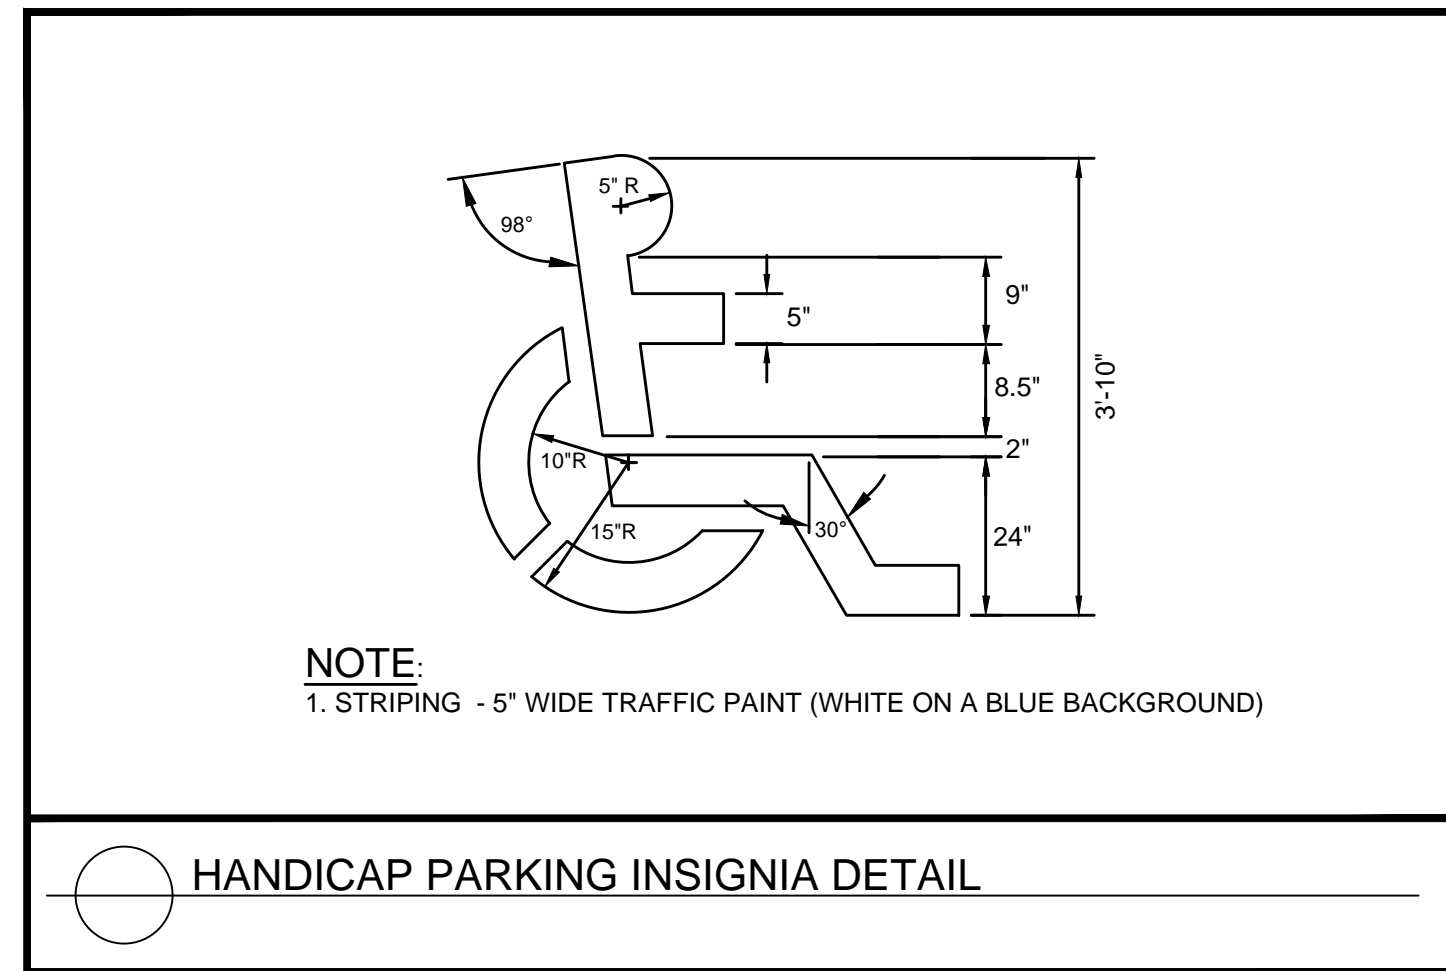 5" R
98°
9"
5"
8.5"
3'-10"
2"
10"R
15"R
30°
24"
NOTE:
1. STRIPING - 5" WIDE TRAFFIC PAINT (WHITE ON A BLUE BACKGROUND)
HANDICAP PARKING INSIGNIA DETAIL